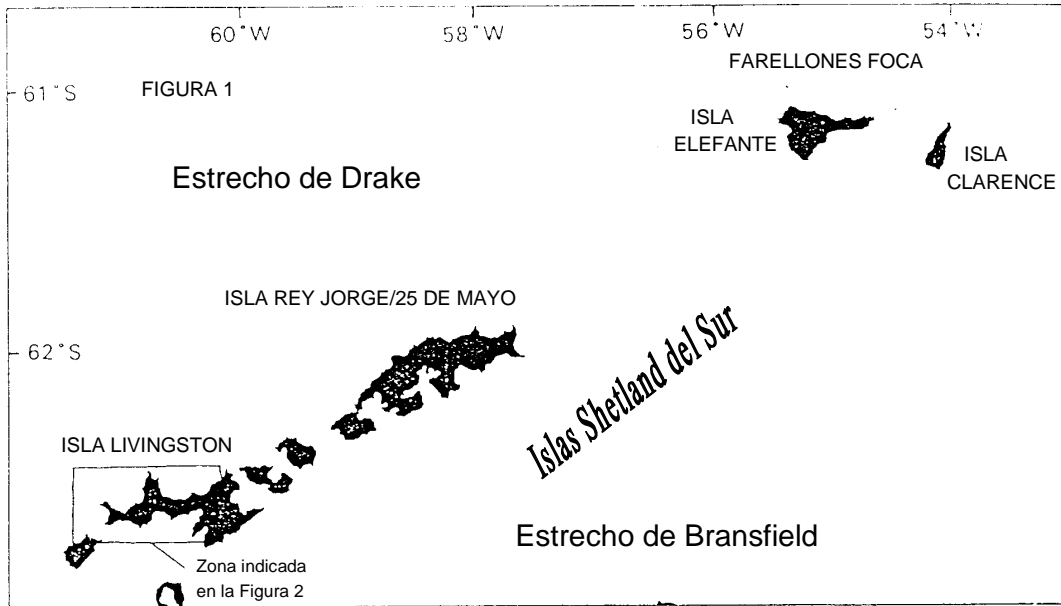 60°W 58°W 56°W 54°W
FARELLONES FOCA
61°S
FIGURA 1
ISLA
ELEFANTE
ISLA
CLARENCE
Estrecho de Drake
ISLA REY JORGE/25 DE MAYO
62°S
Islas Shetland del Sur
ISLA LIVINGSTON
Estrecho de Bransfield
Zona indicada
en la Figura 2